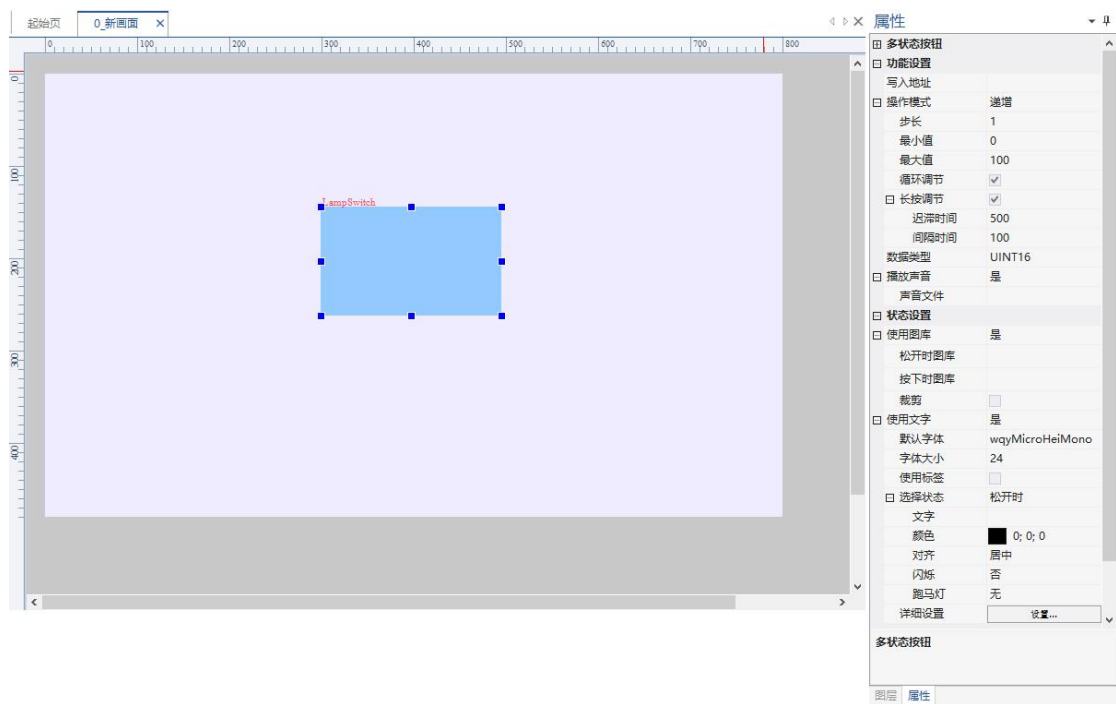 起始页 0_新画面
属性
0 100 200 300 400 500 600 700 800
0
100
200
300
400
LampSwitch
多状态按钮
功能设置
写入地址
操作模式 递增
步长 1
最小值 0
最大值 100
循环调节
长按调节
迟滞时间 500
间隔时间 100
数据类型 UINT16
播放声音 是
声音文件
状态设置
使用图库 是
松开时图库
按下时图库
裁剪
使用文字 是
默认字体 wqyMicroHeiMono
字体大小 24
使用标签
选择状态 松开时
文字
颜色 0; 0; 0
对齐 居中
闪烁 否
跑马灯 无
详细设置 设置...
多状态按钮
图层 属性